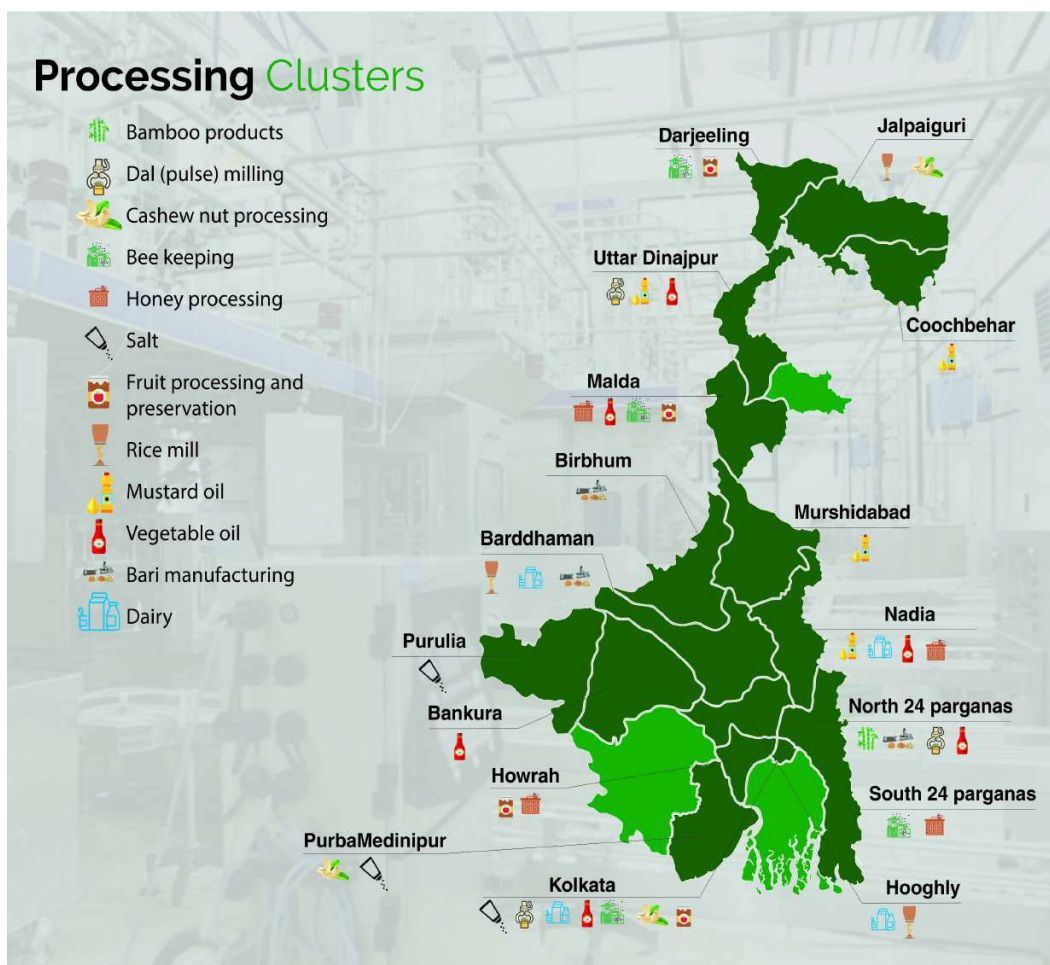 Processing Clusters
Bamboo products
Dal (pulse) milling
Cashew nut processing
Bee keeping
Honey processing
Salt
Fruit processing and
preservation
Rice mill
Mustard oil
Vegetable oil
Bari manufacturing
Dairy
Darjeeling
Jalpaiguri
Uttar Dinajpur
Coochbehar
Malda
Birbhum
Murshidabad
Barddhaman
Nadia
Purulia
North 24 parganas
Bankura
Howrah
South 24 parganas
PurbaMedinipur
Kolkata
Hooghly